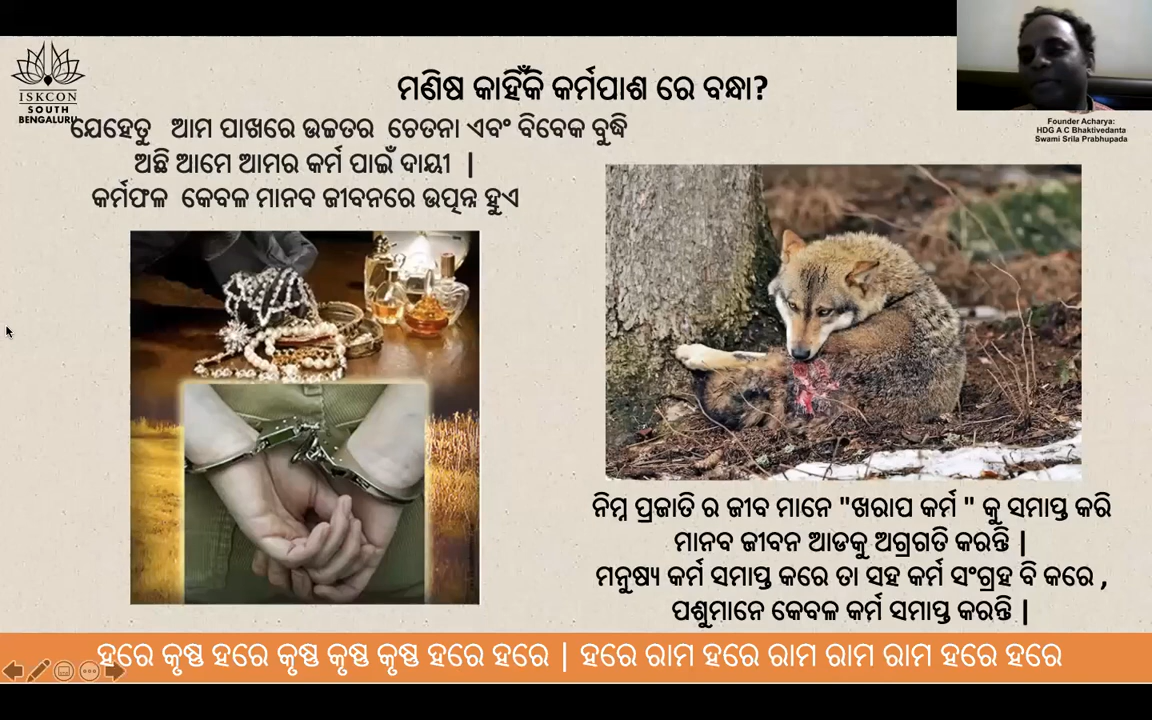 ISKCON
SOUTH
BENGALURU
ମଣିଷ କାହିଁକି କର୍ମପାଶ ରେ ବନ୍ଧା?
Founder Acharya:
HDG A C Bhaktivedanta
Swami Srila Prabhupada
ଯେହେତୁ ଆମ ପାଖରେ ଉଚ୍ଚତର ଚେତନା ଏବଂ ବିବେକ ବୁଦ୍ଧି
ଅଛି ଆମେ ଆମର କର୍ମ ପାଇଁ ଦାୟୀ |
କର୍ମଫଳ କେବଳ ମାନବ ଜୀବନରେ ଉତ୍ପନ୍ନ ହୁଏ
ନିମ୍ନ ପ୍ରଜାତି ର ଜୀବ ମାନେ "ଖରାପ କର୍ମ " କୁ ସମାପ୍ତ କରି
ମାନବ ଜୀବନ ଆଡକୁ ଅଗ୍ରଗତି କରନ୍ତି |
ମନୁଷ୍ୟ କର୍ମ ସମାପ୍ତ କରେ ତା ସହ କର୍ମ ସଂଗ୍ରହ ବି କରେ ,
ପଶୁମାନେ କେବଳ କର୍ମ ସମାପ୍ତ କରନ୍ତି |
ହରେ କୃଷ୍ଣ ହରେ କୃଷ୍ଣ କୃଷ୍ଣ କୃଷ୍ଣ ହରେ ହରେ | ହରେ ରାମ ହରେ ରାମ ରାମ ରାମ ହରେ ହରେ